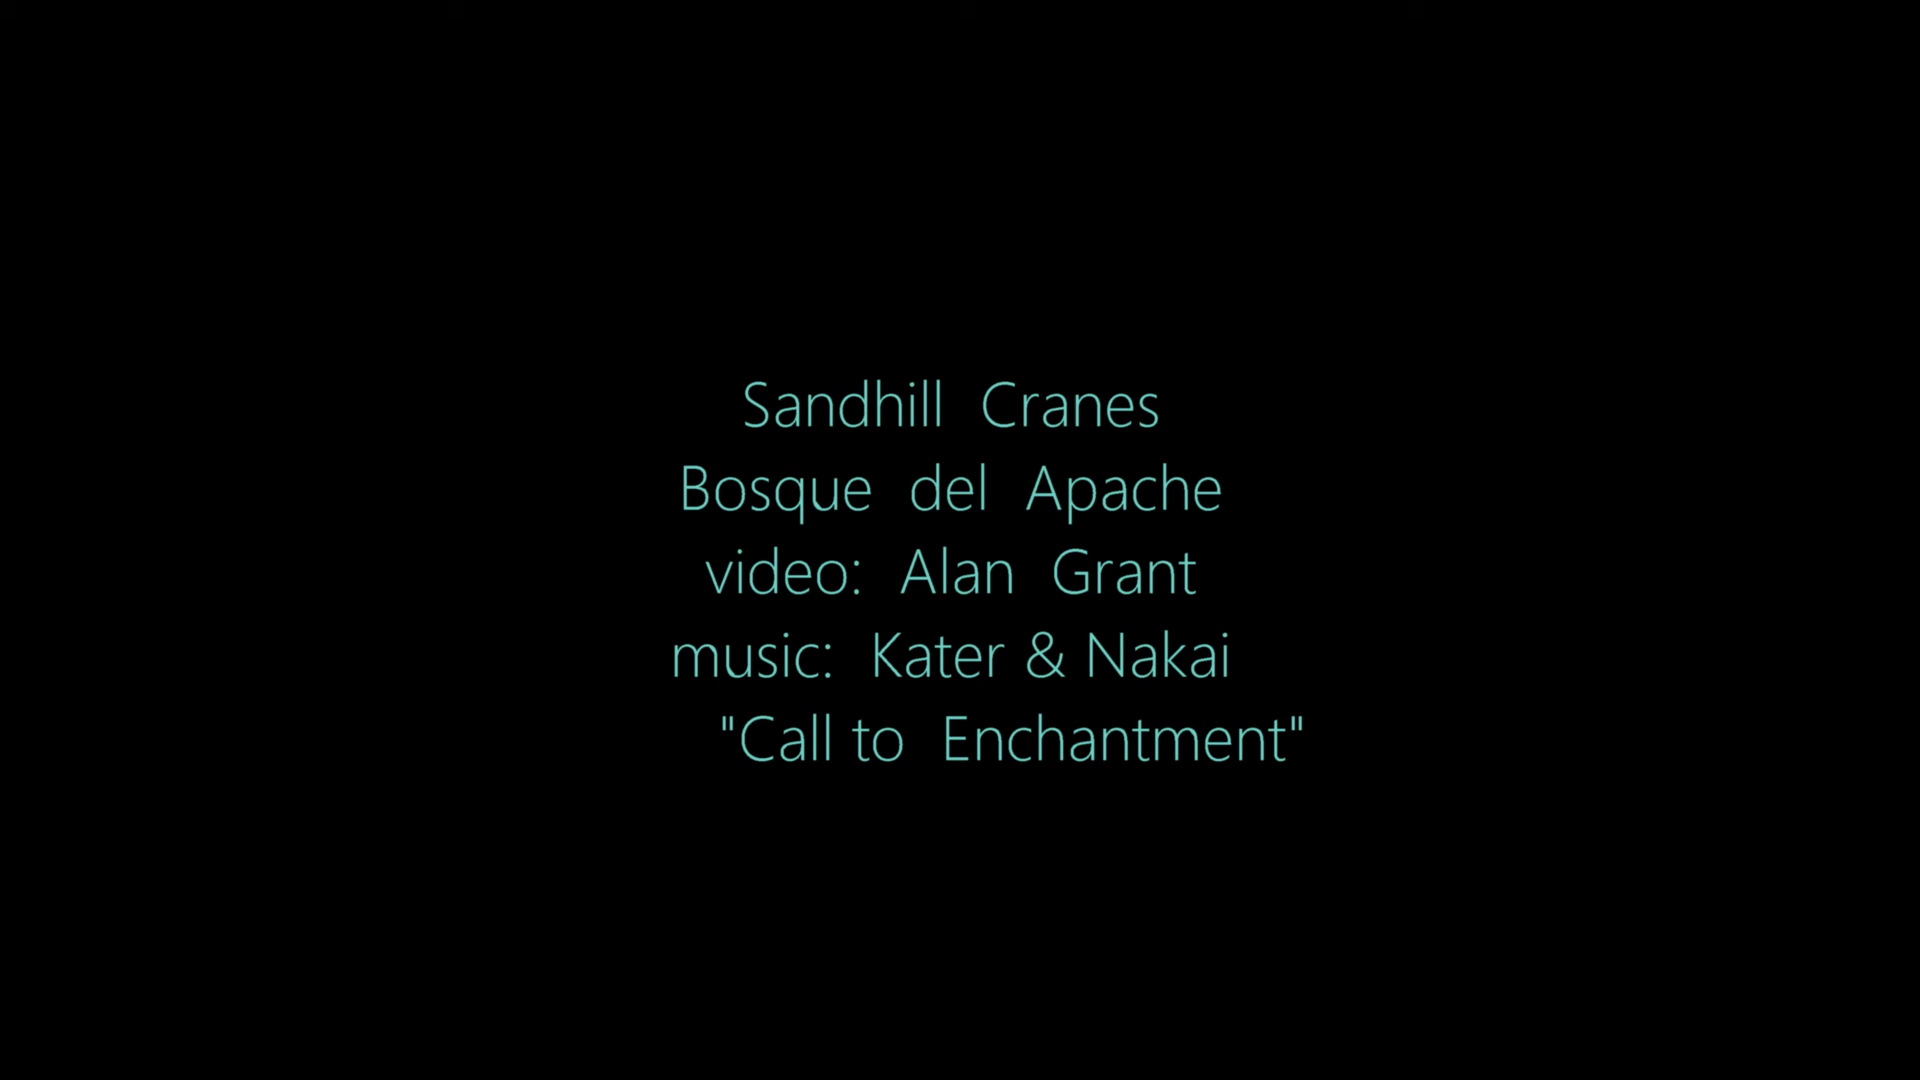 Sandhill Cranes
Bosque del Apache
video: Alan Grant
music: Kater & Nakai
"Call to Enchantment"